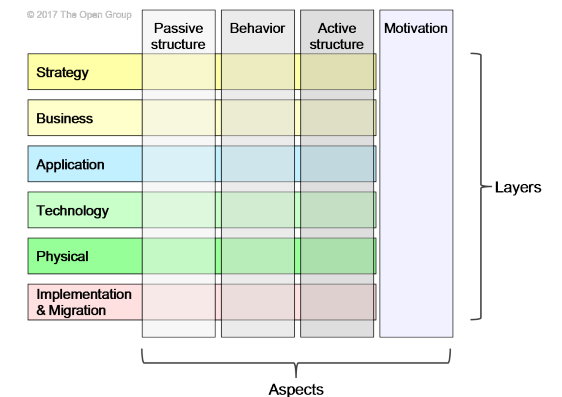 © 2017 The Open Group
Passive
structure
Behavior
Active
structure
Motivation
Strategy
Business
Application
Technology
Physical
Implementation
& Migration
Layers
Aspects